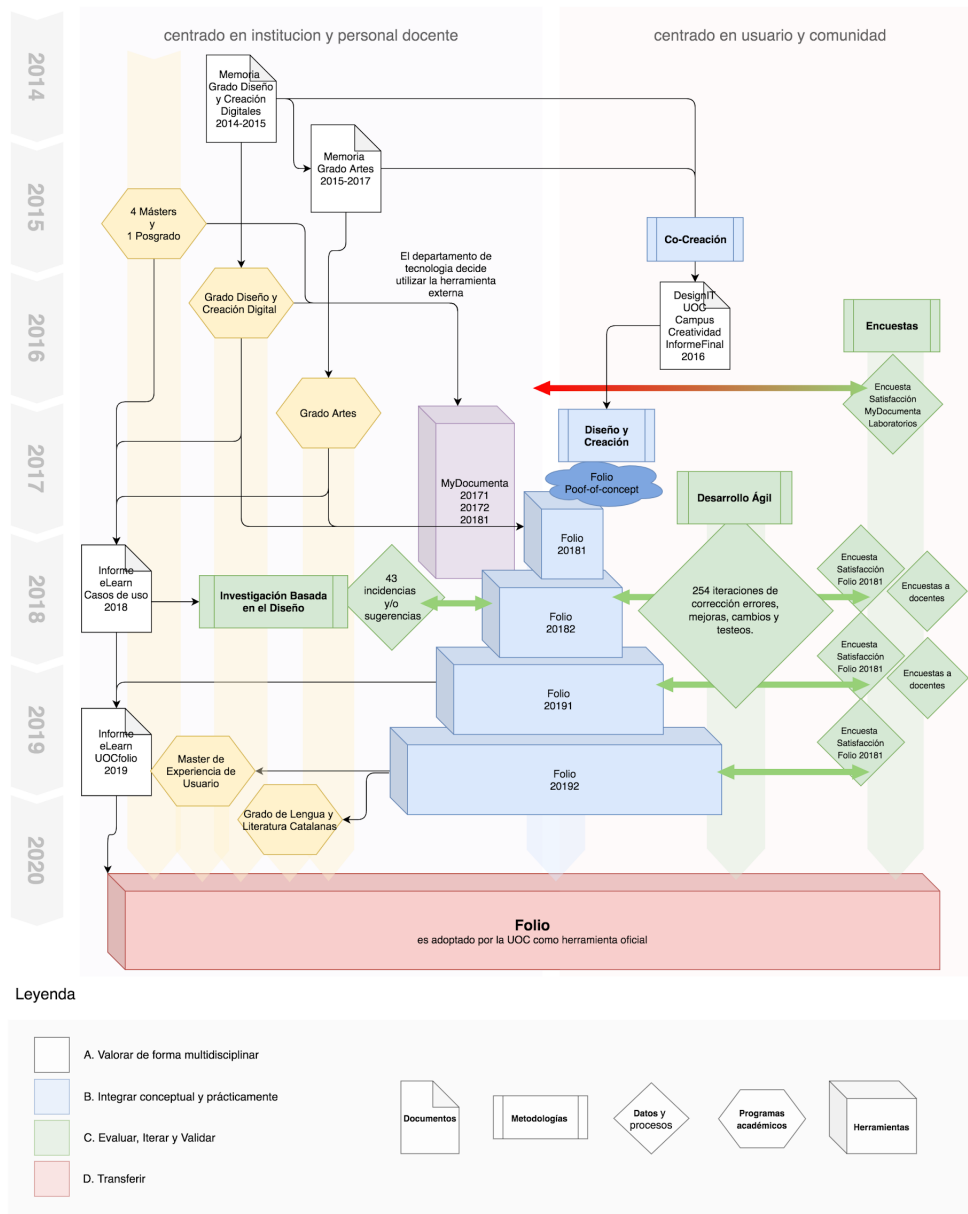 centrado en institucion y personal docente
centrado en usuario y comunidad
2014
2015
2016
2017
2018
2019
2020
Memoria
Grado Diseño
y Creación
Digitales
2014-2015
Memoria
Grado Artes
2015-2017
4 Másters
y
1 Posgrado
Co-Creación
El departamento de
tecnologia decide
utilizar la herramienta
externa
Grado Diseño y
Creación Digital
DesignIT
UOC
Campus
Creatividad
InformeFinal
2016
Encuestas
Encuesta
Satisfacción
MyDocumenta
Laboratorios
Grado Artes
Diseño y
Creación
MyDocumenta
20171
20172
20181
Folio
Poof-of-concept
Desarrollo Ágil
Folio
20181
Informe
eLearn
Casos de uso
2018
Investigación Basada
en el Diseño
43
incidencias
y/o
sugerencias
Folio
20182
254 iteraciones de
corrección errores,
mejoras, cambios y
testeos.
Encuesta
Satisfacción
Folio 20181
Encuestas a
docentes
Encuesta
Satisfacción
Folio 20181
Encuestas a
docentes
Folio
20191
Informe
eLearn
UOCfolio
2019
Master de
Experiencia de
Usuario
Folio
20192
Encuesta
Satisfacción
Folio 20181
Grado de Lengua y
Literatura Catalanas
Folio
es adoptado por la UOC como herramienta oficial
Leyenda
A. Valorar de forma multidisciplinar
B. Integrar conceptual y prácticamente
C. Evaluar, Iterar y Validar
D. Transferir
Documentos
Metodologías
Datos y
procesos
Programas
académicos
Herramientas